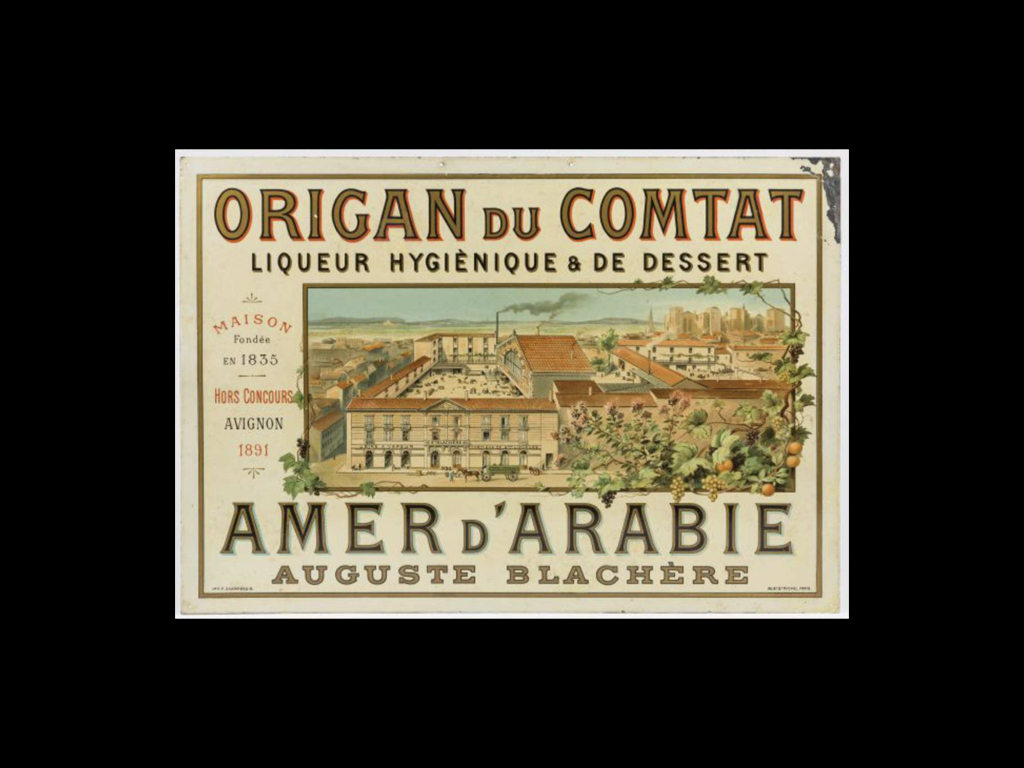 ORIGAN DU COMTAT
LIQUEUR HYGIÈNIQUE & DE DESSERT
MAISON
Fondée
EN 1835
HORS CONCOURS
AVIGNON
1891
AMER D'ARABIE
AUGUSTE BLACHÈRE